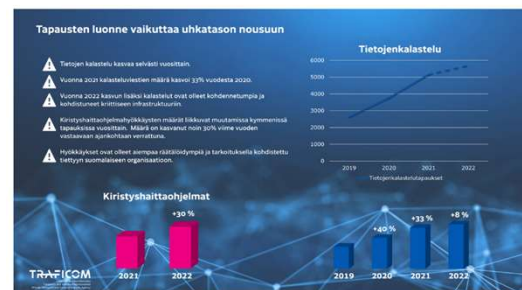 Tapausten luonne vaikuttaa uhkatason nousuun
Tietojen kalastelu kasvaa selvästi vuosittain.
Vuonna 2021 kalasteluviestien määrä kasvoi 33% vuodesta 2020.
Vuonna 2022 kasvun lisäksi kalastelut ovat olleet kohdennetumpia ja
kohdistuneet kriittiseen infrastruktuuriin.
Kiristyshaittaohjelmahyökkäysten määrät liikkuvat muutamissa kymmenissä
tapauksissa vuosittain. Määrä on kasvanut noin 30% viime vuoden
vastaavaan ajankohtaan verrattuna.
Hyökkäykset ovat olleet aiempaa räätälöidympiä ja tarkoituksella kohdistettu
tiettyyn suomalaiseen organisaatioon.
Tietojenkalastelu
6000
5000
4000
3000
2000
1000
0
2019 2020 2021 2022
Tietojenkalastelutapaukset
Kiristyshaittaohjelmat
+30 %
2021 2022
+40 % +33 % +8 %
2019 2020 2021 2022
TRAFICOM